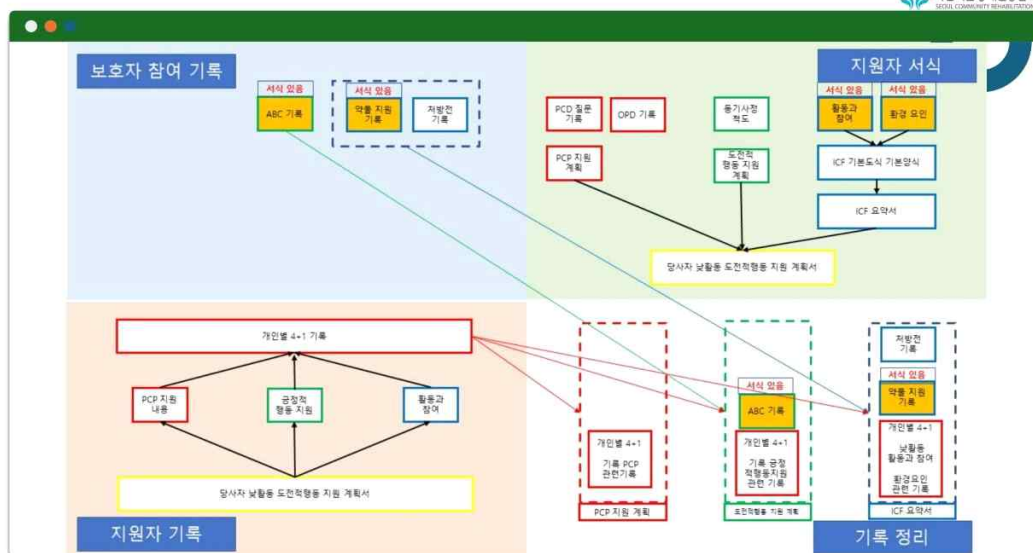 SEOUL COMMUNITY REHABILITATION
보호자 참여 기록
서식 있음
ABC 기록
서식 있음
약물 지원
기록
처방전
기록
지원자 서식
PCD 질문
기록
OPD 기록
동기사정
척도
서식 있음
활동과
참여
서식 있음
환경 요인
PCP 지원
계획
도전적
행동 지원
계획
ICF 기본도식 기본양식
ICF 요약서
당사자 낮활동 도전적행동 지원 계획서
개인별 4+1 기록
PCP 지원
내용
긍정적
행동 지원
활동과
참여
당사자 낮활동 도전적행동 지원 계획서
지원자 기록
개인별 4+1
기록 PCP
관련기록
PCP 지원 계획
서식 있음
ABC 기록
개인별 4+1
기록 긍정
적행동지원
관련 기록
도전적행동 지원 계획
처방전
기록
서식 있음
약물 지원
기록
개인별 4+1
낮활동
활동과 참여
환경요인
관련 기록
ICF 요약서
기록 정리